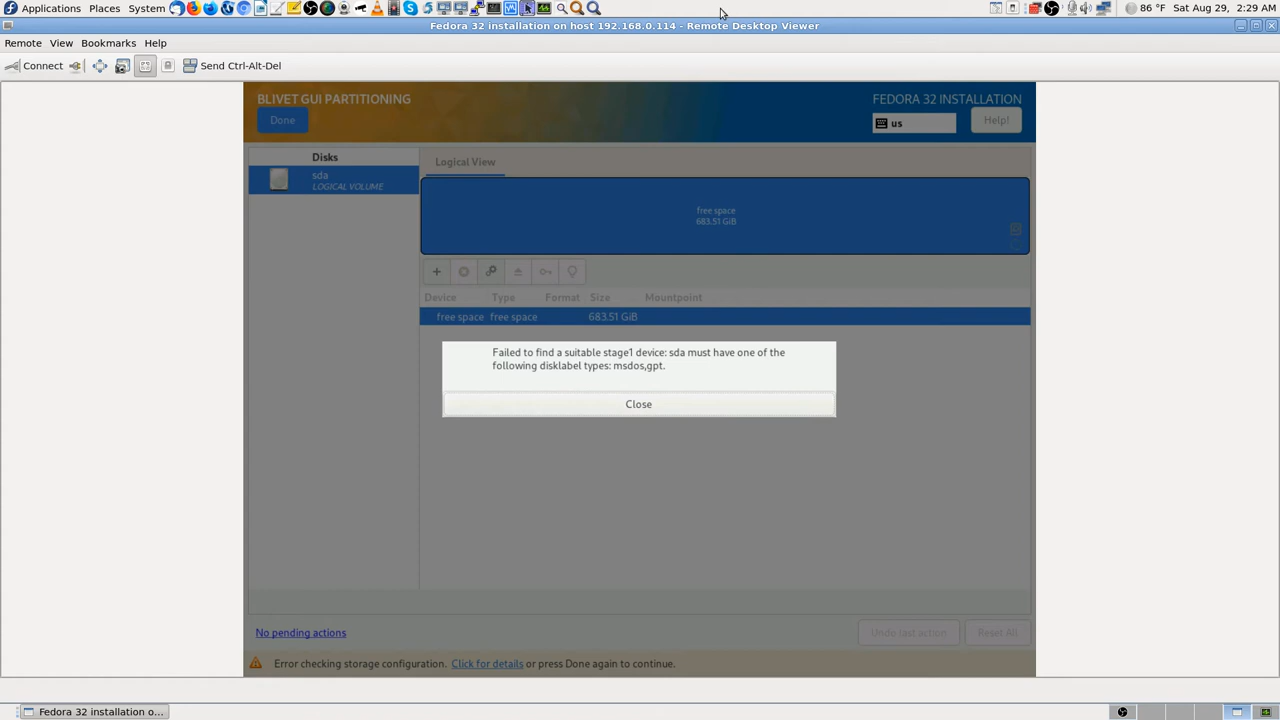 Applications Places System
86 °F Sat Aug 29, 2:29 AM
Fedora 32 installation on host 192.168.0.114 - Remote Desktop Viewer
Remote View Bookmarks Help
Connect Send Ctrl-Alt-Del
BLIVET GUI PARTITIONING
FEDORA 32 INSTALLATION
Done
us
Help!
Disks
sda
LOGICAL VOLUME
Logical View
free space
683.51 GiB
Device Type Format Size Mountpoint
free space free space 683.51 GiB
Failed to find a suitable stage1 device: sda must have one of the
following disklabel types: msdos,gpt.
Close
No pending actions
Undo last action
Reset All
Error checking storage configuration. Click for details or press Done again to continue.
Fedora 32 installation o...